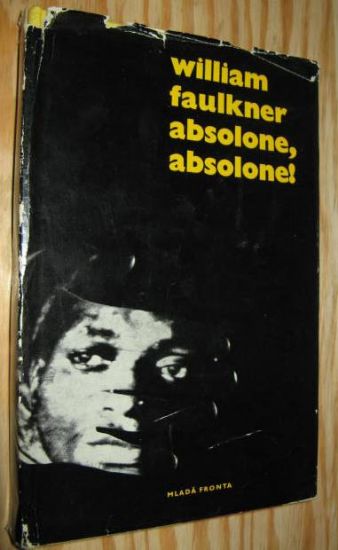 william
faulkner
absolone,
absolone!
MLADÁ FRONTA